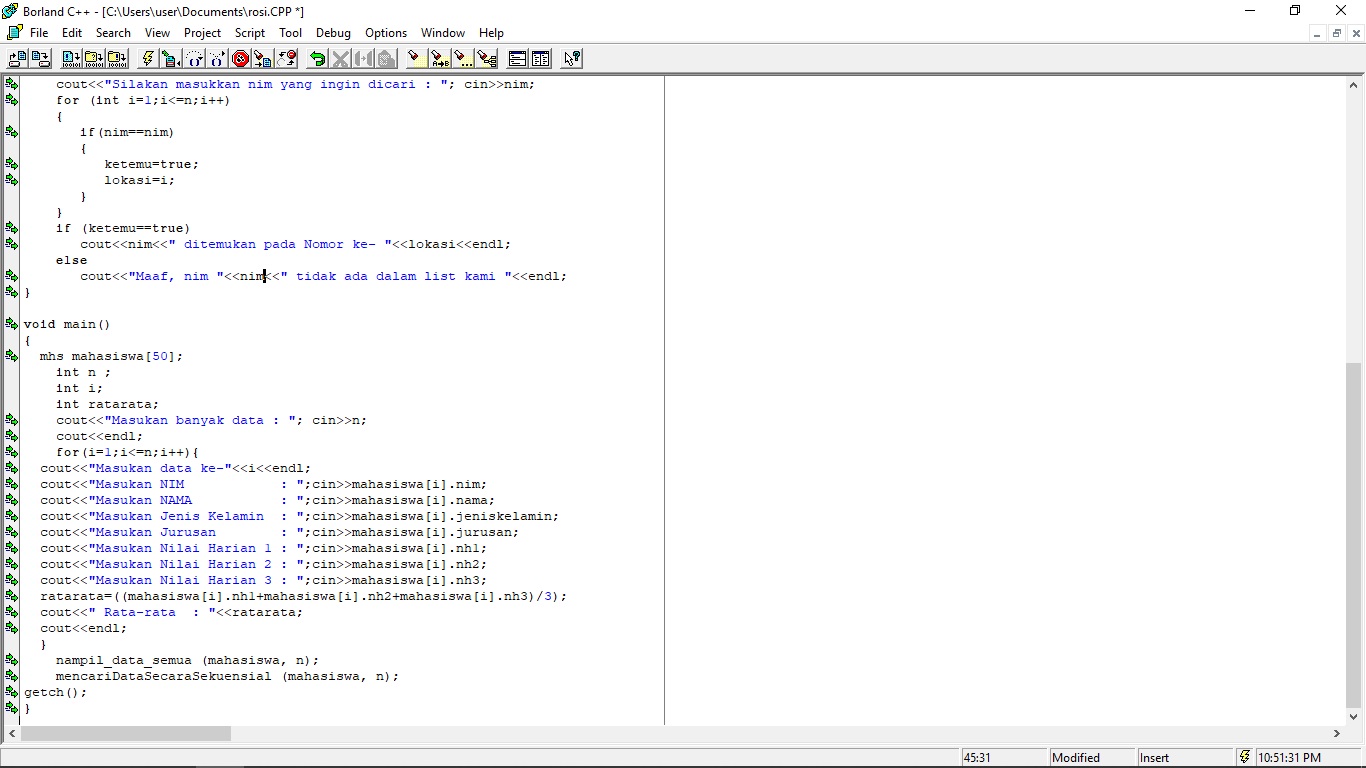 Borland C++ - [C:\Users\user\Documents\rosi.CPP *]
File Edit Search View Project Script Tool Debug Options Window Help
cout<<"Silakan masukkan nim yang ingin dicari : "; cin>>nim;
for (int i=1;i<=n;i++)
{
if(nim==nim)
{
ketemu=true;
lokasi=i;
}
}
if (ketemu==true)
cout<<nim<<" ditemukan pada Nomor ke- "<<lokasi<<endl;
else
cout<<"Maaf, nim "<<nim<<" tidak ada dalam list kami "<<endl;
}
void main()
{
mhs mahasiswa[50];
int n ;
int i;
int ratarata;
cout<<"Masukan banyak data : "; cin>>n;
cout<<endl;
for(i=1;i<=n;i++){
cout<<"Masukan data ke-"<<i<<endl;
cout<<"Masukan NIM            : ";cin>>mahasiswa[i].nim;
cout<<"Masukan NAMA           : ";cin>>mahasiswa[i].nama;
cout<<"Masukan Jenis Kelamin  : ";cin>>mahasiswa[i].jeniskelamin;
cout<<"Masukan Jurusan        : ";cin>>mahasiswa[i].jurusan;
cout<<"Masukan Nilai Harian 1 : ";cin>>mahasiswa[i].nh1;
cout<<"Masukan Nilai Harian 2 : ";cin>>mahasiswa[i].nh2;
cout<<"Masukan Nilai Harian 3 : ";cin>>mahasiswa[i].nh3;
ratarata=((mahasiswa[i].nh1+mahasiswa[i].nh2+mahasiswa[i].nh3)/3);
cout<<" Rata-rata  : "<<ratarata;
cout<<endl;
}
nampil_data_semua (mahasiswa, n);
mencariDataSecaraSekuensial (mahasiswa, n);
getch();
}
45:31 Modified Insert 10:51:31 PM